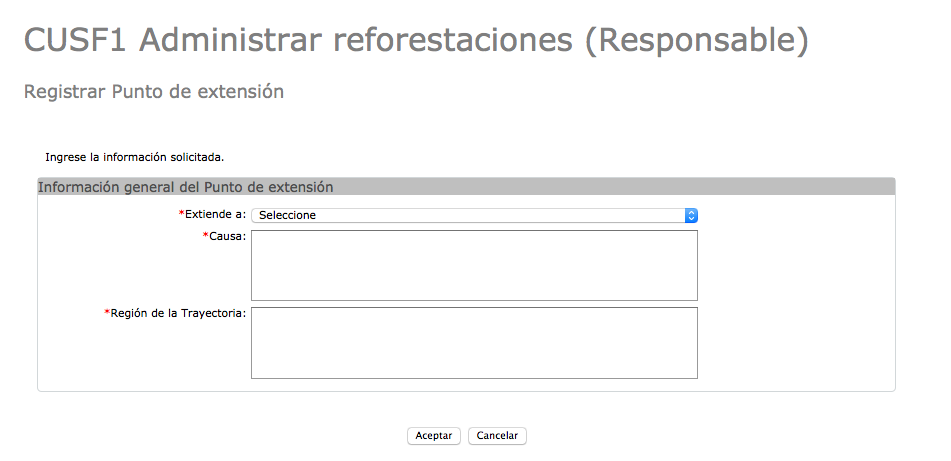 CUSF1 Administrar reforestaciones (Responsable)
Registrar Punto de extensión
Ingrese la información solicitada.
Información general del Punto de extensión
*Extiende a: Seleccione
*Causa:
*Región de la Trayectoria:
Aceptar Cancelar